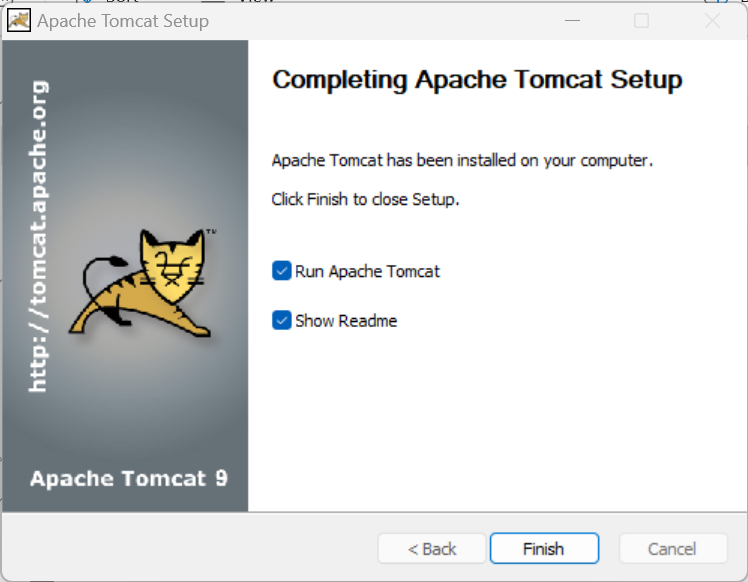 Apache Tomcat Setup
http://tomcat.apache.org
TM
Apache Tomcat 9
Completing Apache Tomcat Setup
Apache Tomcat has been installed on your computer.
Click Finish to close Setup.
Run Apache Tomcat
Show Readme
< Back
Finish
Cancel